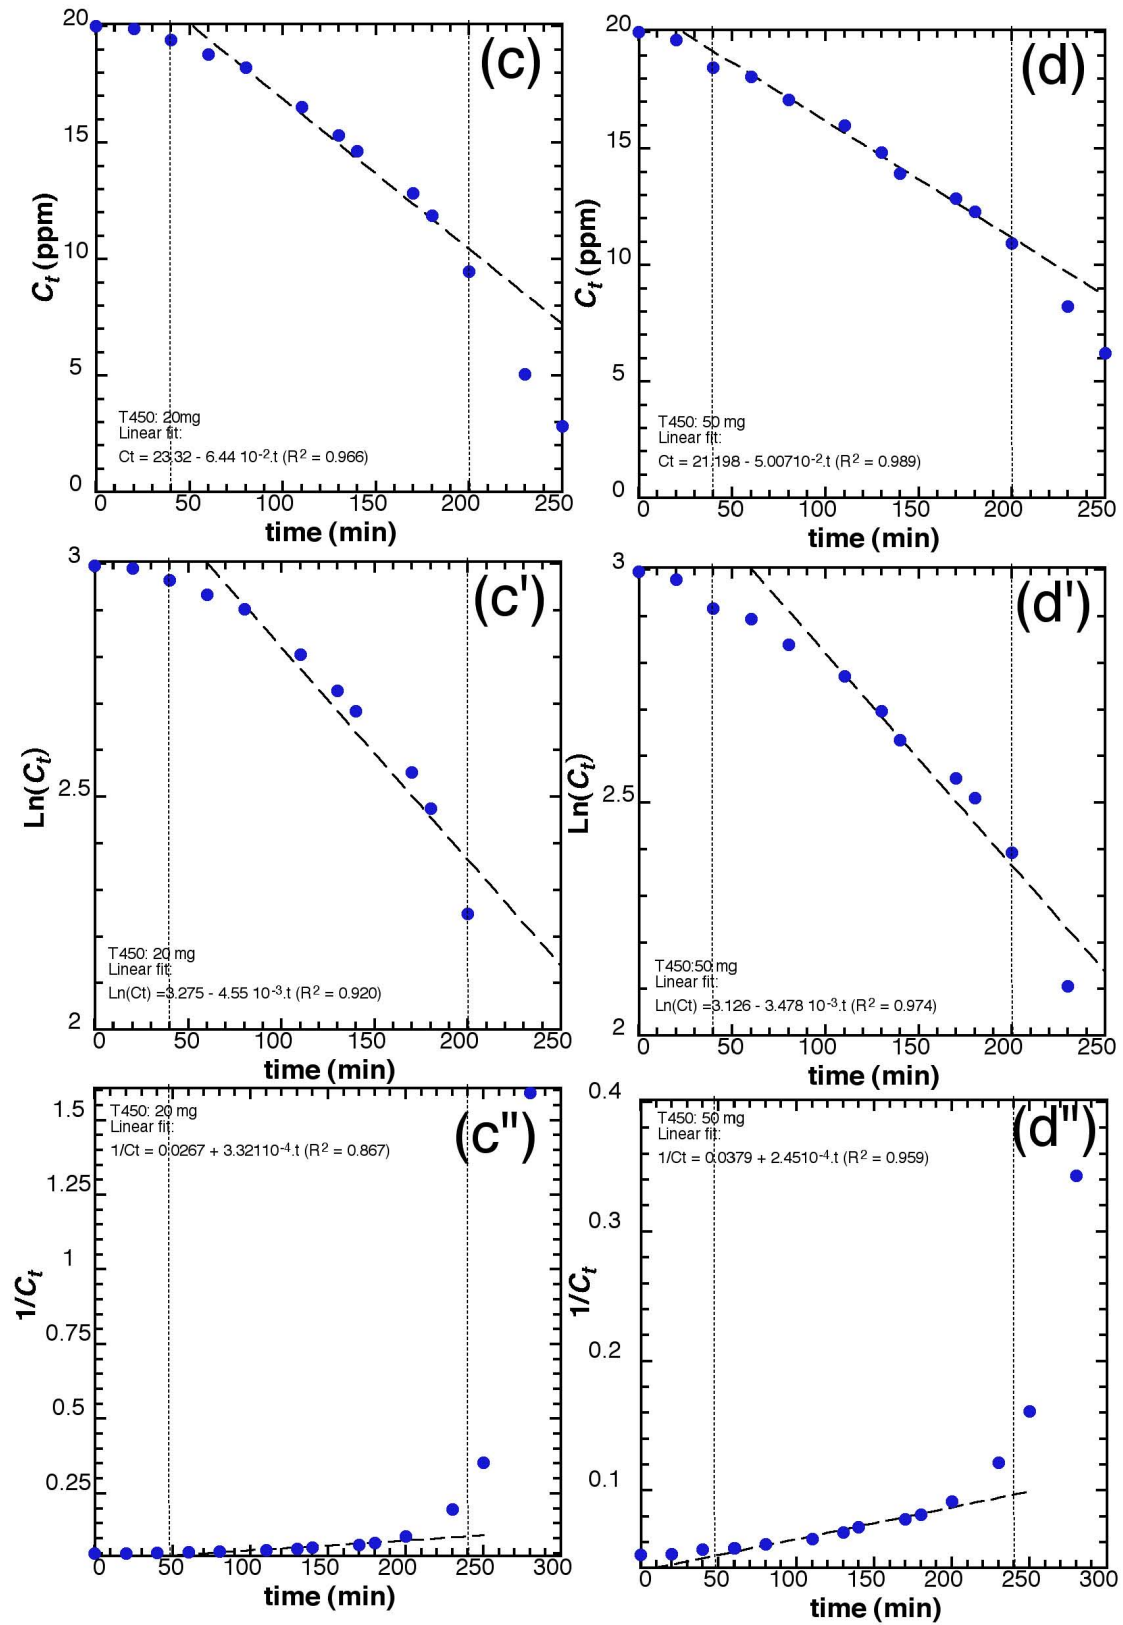 20
15
10
5
0
Ct (ppm)
(c)
T450: 20mg
Linear fit:
Ct = 23.32 - 6.44 10-2.t (R2 = 0.966)
0 50 100 150 200 250
time (min)
20
15
10
5
0
Ct (ppm)
(d)
T450: 50 mg
Linear fit:
Ct = 21.198 - 5.00710-2.t (R2 = 0.989)
0 50 100 150 200 250
time (min)
3
2.5
2
Ln(Ct)
(c')
T450: 20 mg
Linear fit:
Ln(Ct) =3.275 - 4.55 10-3.t (R2 = 0.920)
0 50 100 150 200 250
time (min)
3
2.5
2
Ln(Ct)
(d')
T450:50 mg
Linear fit:
Ln(Ct) =3.126 - 3.478 10-3.t (R2 = 0.974)
0 50 100 150 200 250
time (min)
1.5
1.25
1
0.75
0.5
0.25
1/Ct
(c")
T450: 20 mg
Linear fit:
1/Ct = 0.0267 + 3.32110-4.t (R2 = 0.867)
0 50 100 150 200 250 300
time (min)
0.4
0.3
0.2
0.1
1/Ct
(d")
T450: 50 mg
Linear fit:
1/Ct = 0.0379 + 2.4510-4.t (R2 = 0.959)
0 50 100 150 200 250 300
time (min)